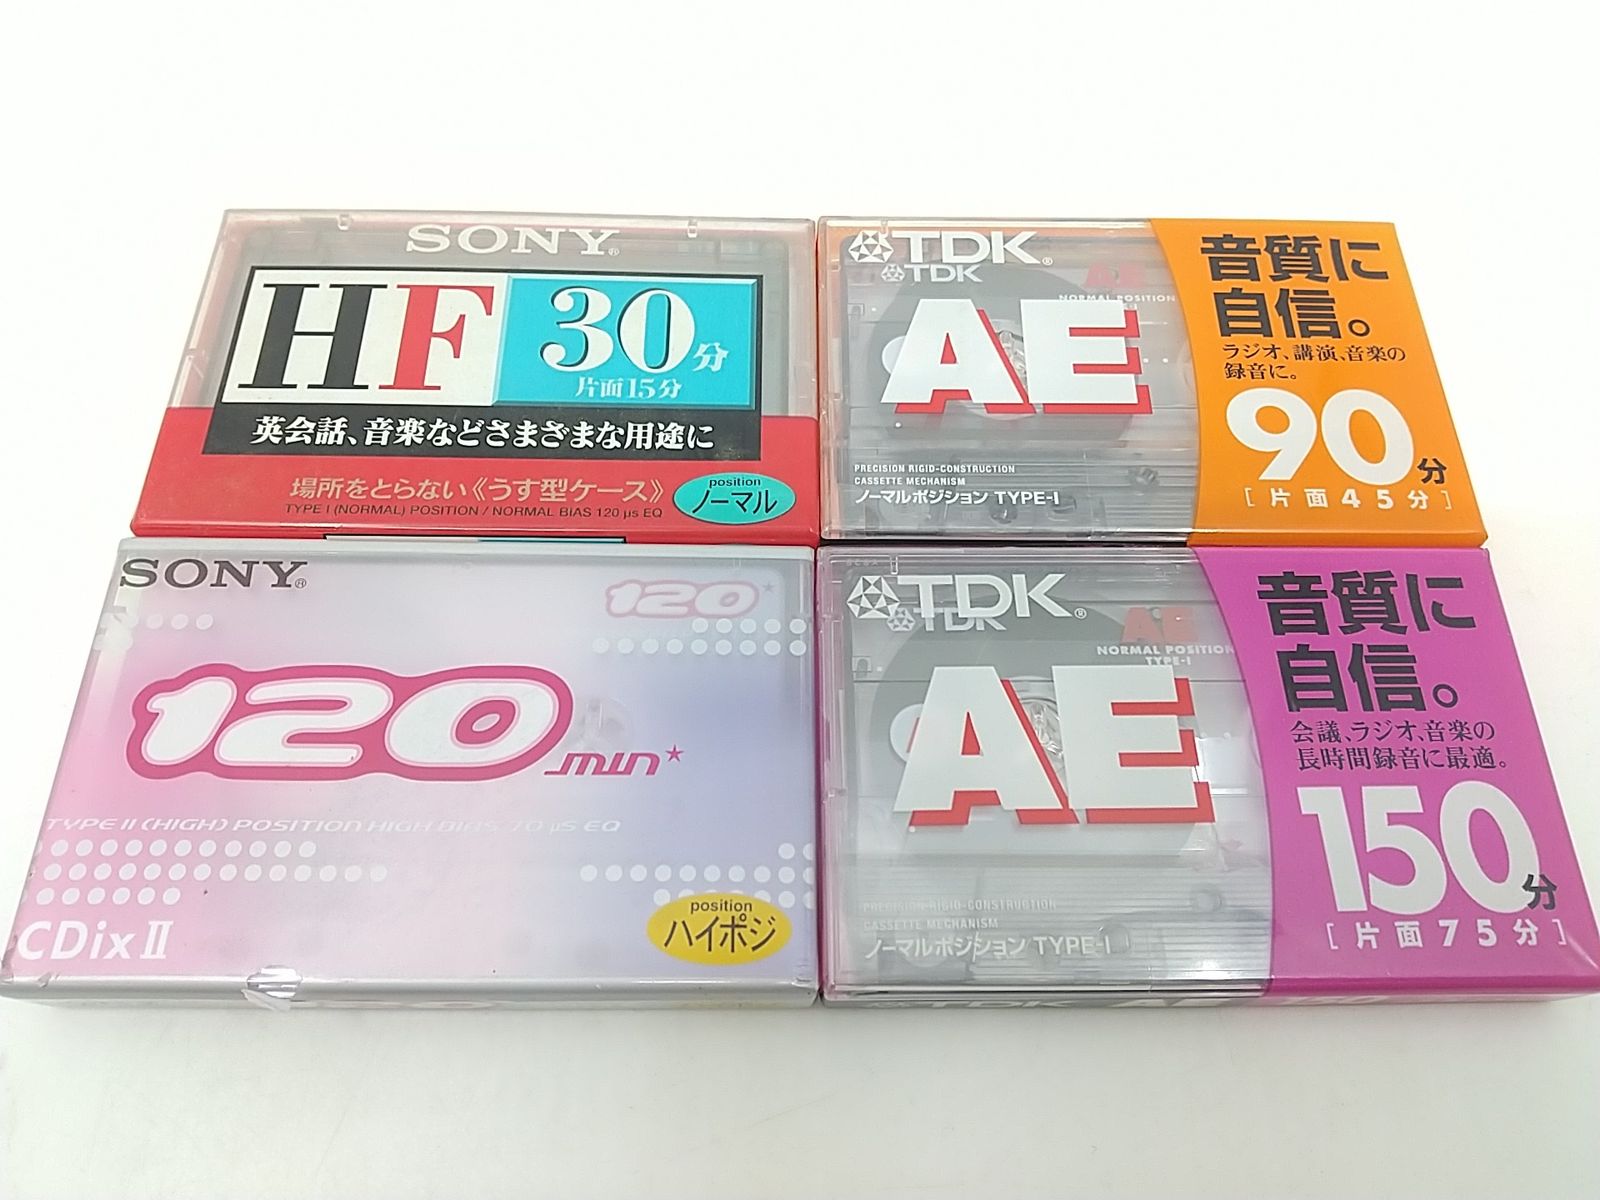 SONY®
HF
30分
片面15分
英会話、音楽などさまざまな用途に
場所をとらない《うす型ケース》
TYPE I (NORMAL) POSITION / NORMAL BIAS 120 μs EQ
position
ノーマル
TDK®
TDK
AE
NORMAL POSITION
AE
PRECISION RIGID-CONSTRUCTION
CASSETTE MECHANISM
ノーマルポジション TYPE-I
音質に
自信。
ラジオ、講演、音楽の
録音に。
90分
[片面45分]
SONY®
120*
120min*
TYPE II (HIGH) POSITION HIGH BIAS 70 μS EQ
CDixⅡ
position
ハイポジ
TDK®
TDK
AE
NORMAL POSITION
TYPE-I
AE
PRECISION RIGID-CONSTRUCTION
CASSETTE MECHANISM
ノーマルポジション TYPE-I
音質に
自信。
会議、ラジオ、音楽の
長時間録音に最適。
150分
[片面75分]
TDK AE 150